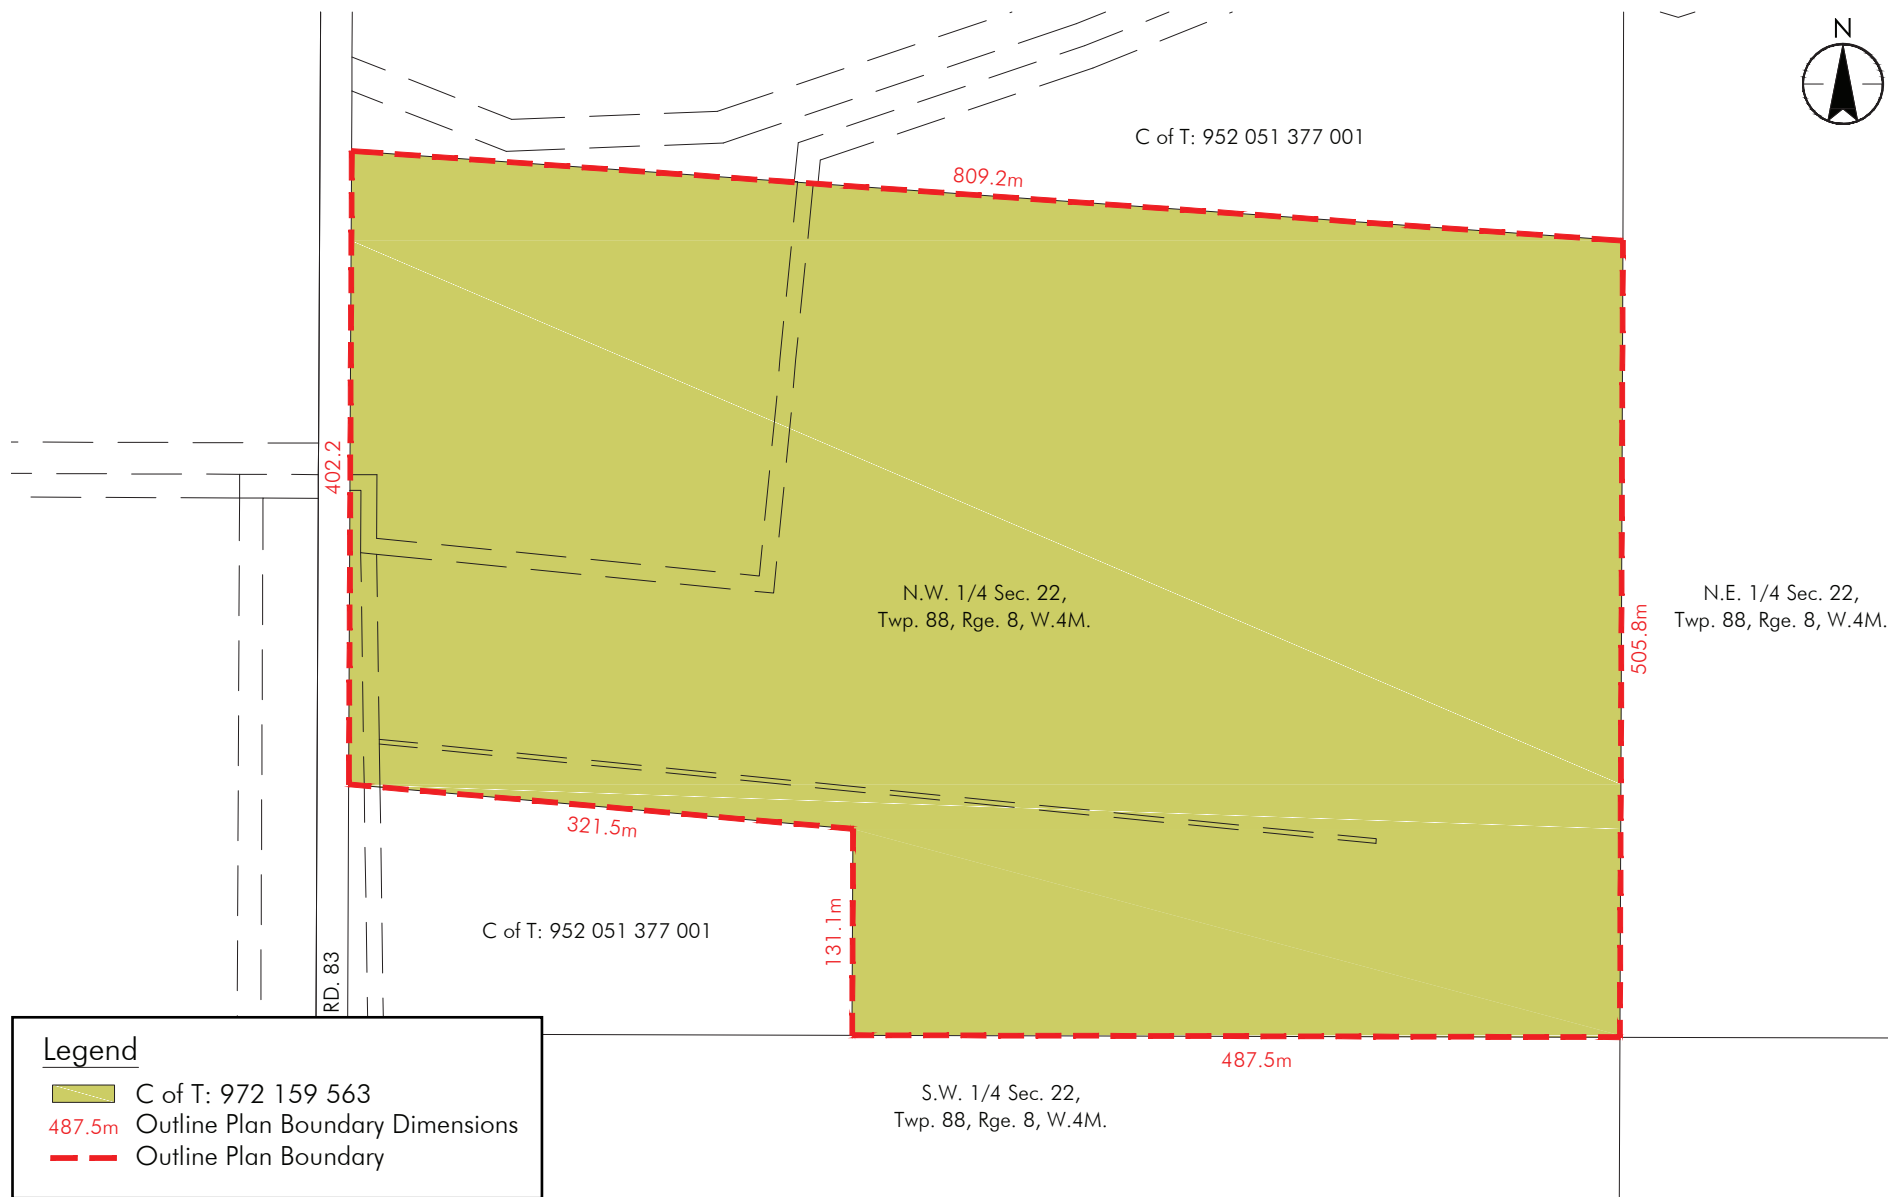 N
C of T: 952 051 377 001
809.2m
402.2
N.W. 1/4 Sec. 22,
Twp. 88, Rge. 8, W.4M.
N.E. 1/4 Sec. 22,
Twp. 88, Rge. 8, W.4M.
505.8m
321.5m
131.1m
C of T: 952 051 377 001
RD. 83
487.5m
S.W. 1/4 Sec. 22,
Twp. 88, Rge. 8, W.4M.
Legend
C of T: 972 159 563
487.5m Outline Plan Boundary Dimensions
Outline Plan Boundary